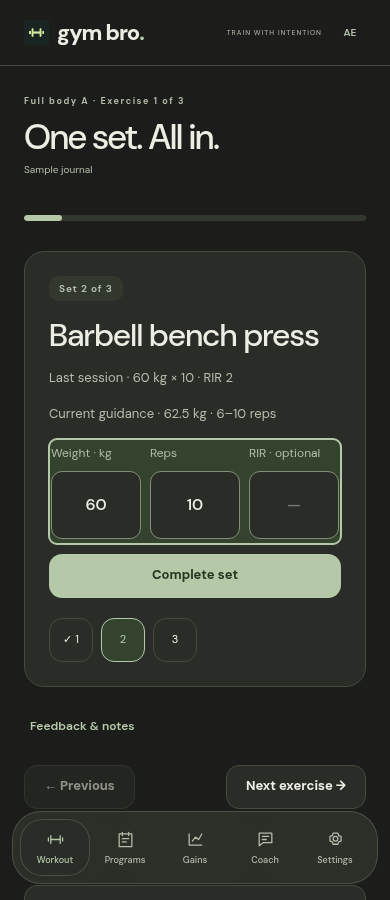 gym bro.
TRAIN WITH INTENTION
AE
Full body A · Exercise 1 of 3
One set. All in.
Sample journal
Set 2 of 3
Barbell bench press
Last session · 60 kg × 10 · RIR 2
Current guidance · 62.5 kg · 6–10 reps
Weight · kg Reps RIR · optional
60 10 —
Complete set
✓ 1 2 3
Feedback & notes
← Previous Next exercise →
Workout Programs Gains Coach Settings